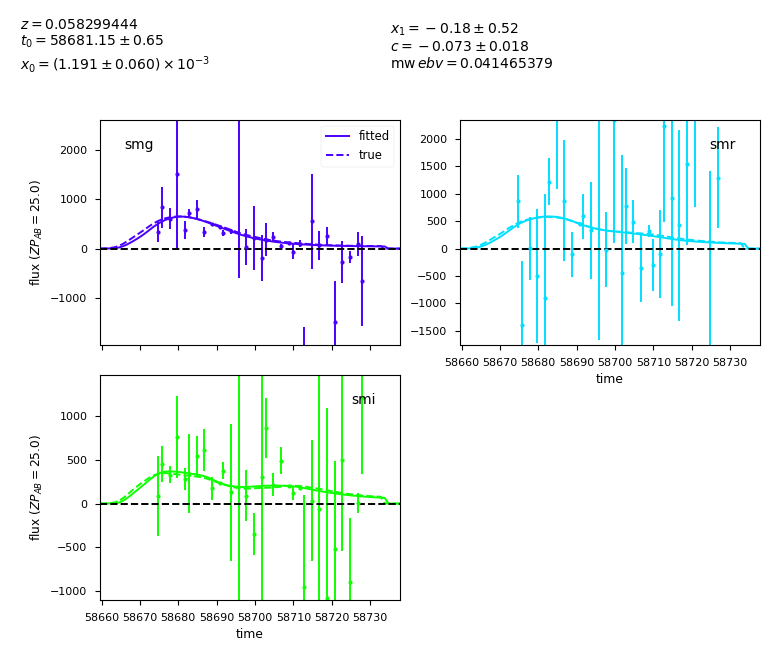 z = 0.058299444
t₀ = 58681.15 ± 0.65
x₀ = (1.191 ± 0.060) × 10⁻³
x₁ = −0.18 ± 0.52
c = −0.073 ± 0.018
mw ebv = 0.041465379
smg
fitted
true
2000
1000
0
−1000
flux (ZP_AB = 25.0)
smr
2000
1500
1000
500
0
−500
−1000
−1500
58660 58670 58680 58690 58700 58710 58720 58730
time
smi
1000
500
0
−500
−1000
flux (ZP_AB = 25.0)
58660 58670 58680 58690 58700 58710 58720 58730
time